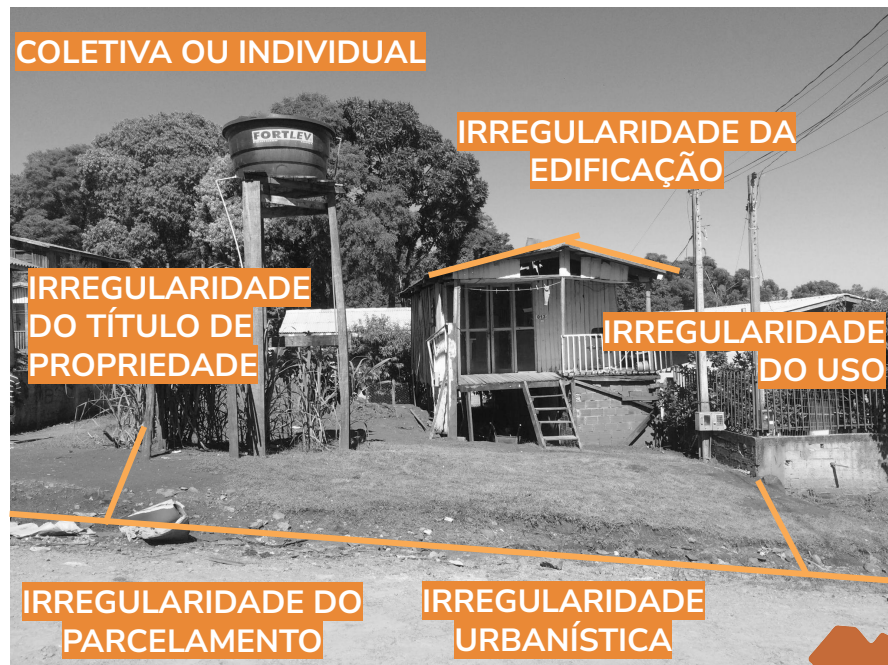 COLETIVA OU INDIVIDUAL
FORTLEV
IRREGULARIDADE DA
EDIFICAÇÃO
IRREGULARIDADE
DO TÍTULO DE
PROPRIEDADE
IRREGULARIDADE
DO USO
IRREGULARIDADE DO
PARCELAMENTO
IRREGULARIDADE
URBANÍSTICA